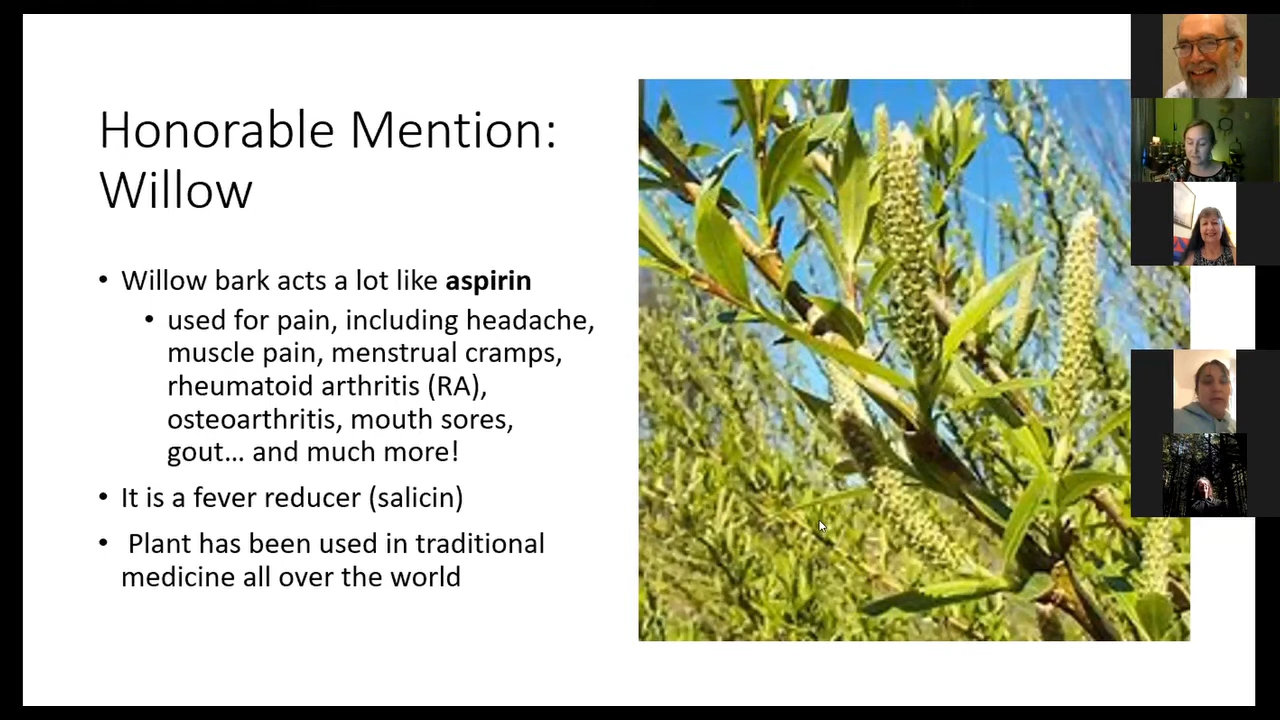 Honorable Mention:
Willow
• Willow bark acts a lot like aspirin
• used for pain, including headache,
muscle pain, menstrual cramps,
rheumatoid arthritis (RA),
osteoarthritis, mouth sores,
gout... and much more!
• It is a fever reducer (salicin)
• Plant has been used in traditional
medicine all over the world